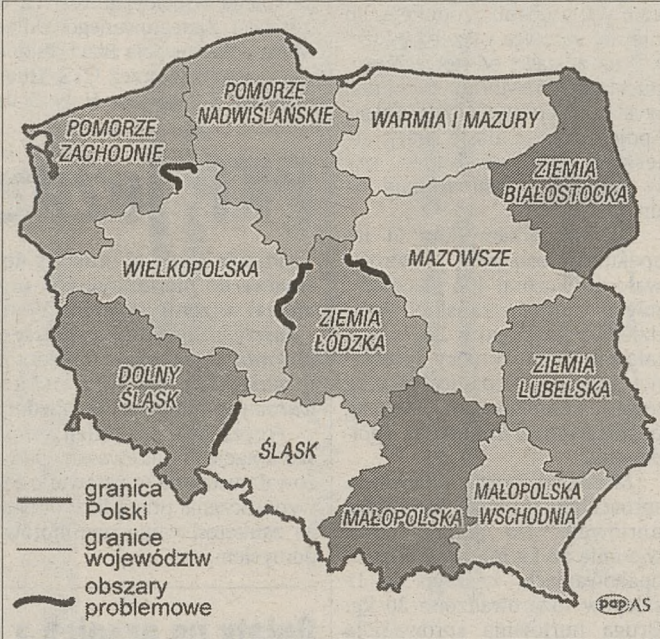 POMORZE
NADWIŚLAŃSKIE
WARMIA I MAZURY
POMORZE
ZACHODNIE
ZIEMIA
BIAŁOSTOCKA
WIELKOPOLSKA
MAZOWSZE
ZIEMIA
ŁÓDZKA
DOLNY
ŚLĄSK
ZIEMIA
LUBELSKA
ŚLĄSK
MAŁOPOLSKA
MAŁOPOLSKA
WSCHODNIA
granica
Polski
granice
województw
obszary
problemowe
pap AS